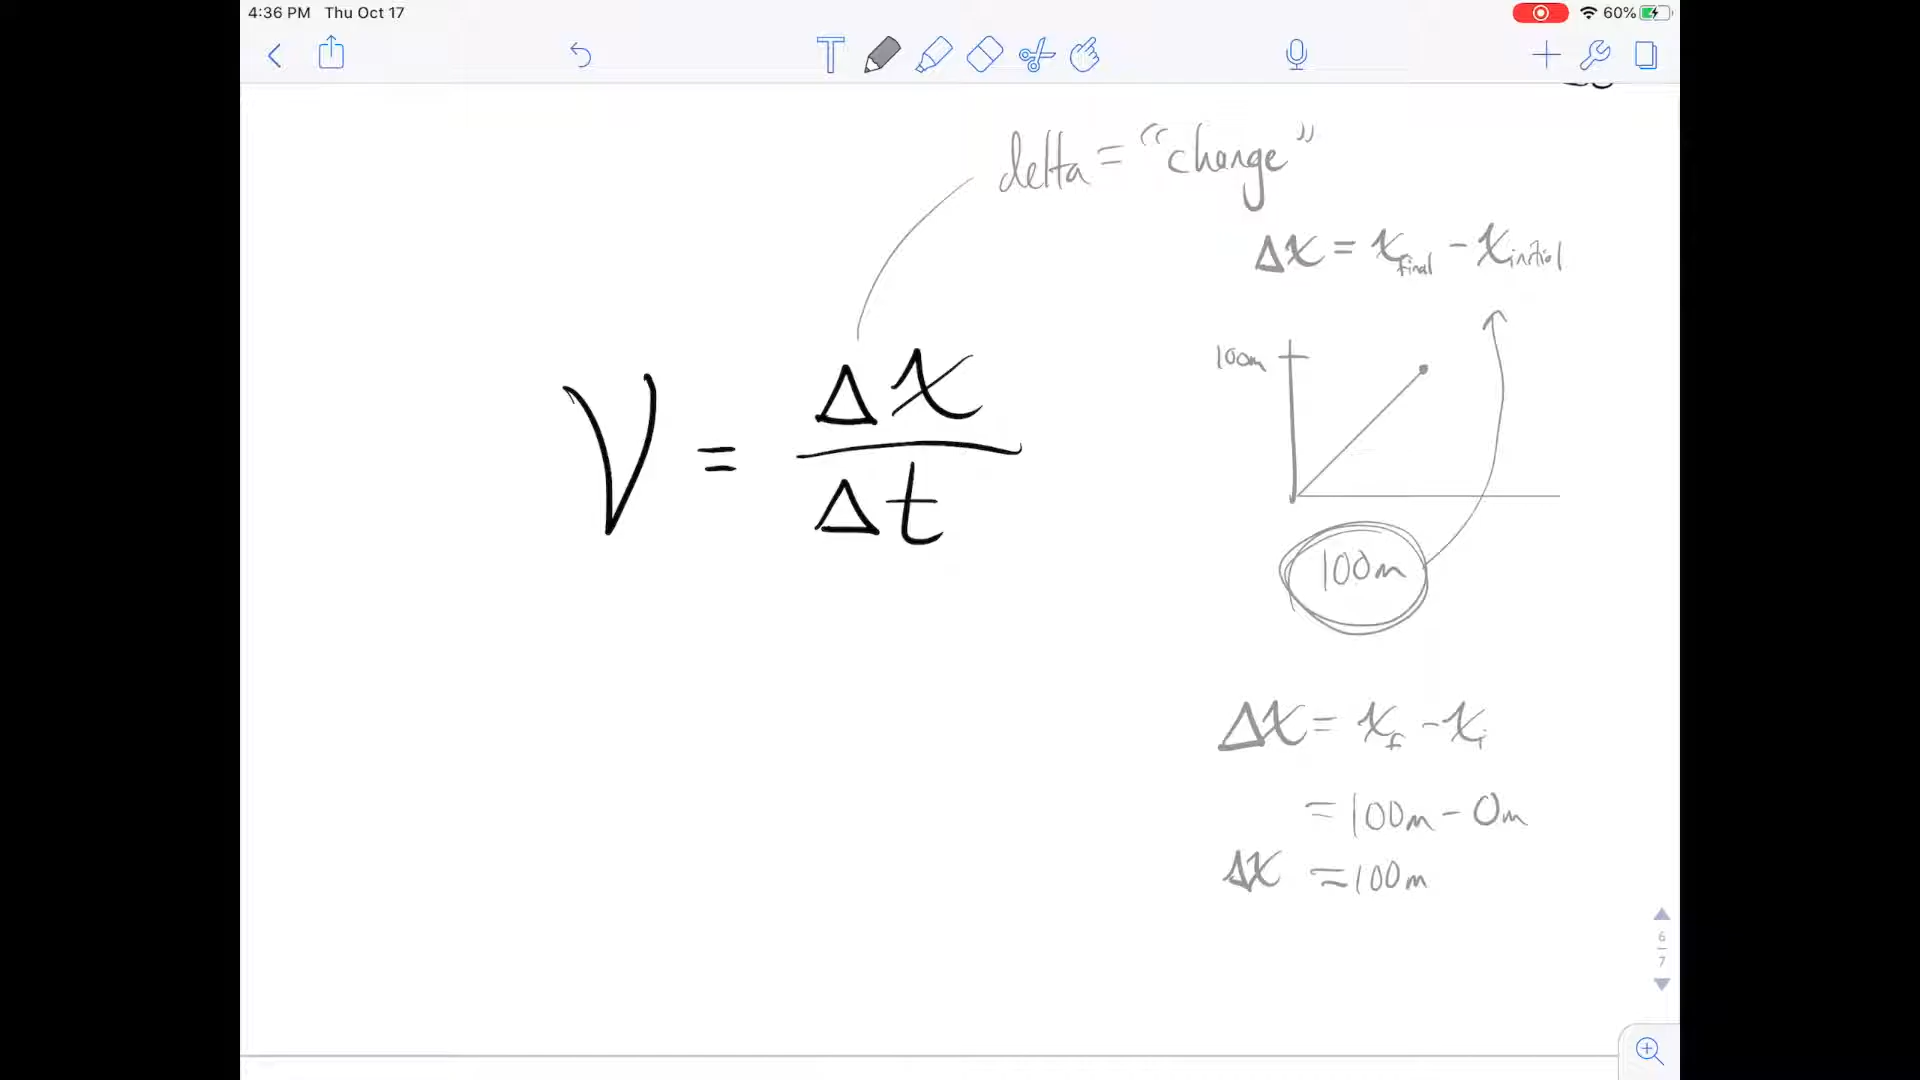 4:36 PM Thu Oct 17
60%
T
delta = "change"
Δx = x_final - x_initial
100m
V = Δx / Δt
100m
Δx = x_f - x_i
= 100m - 0m
Δx = 100m
6
7